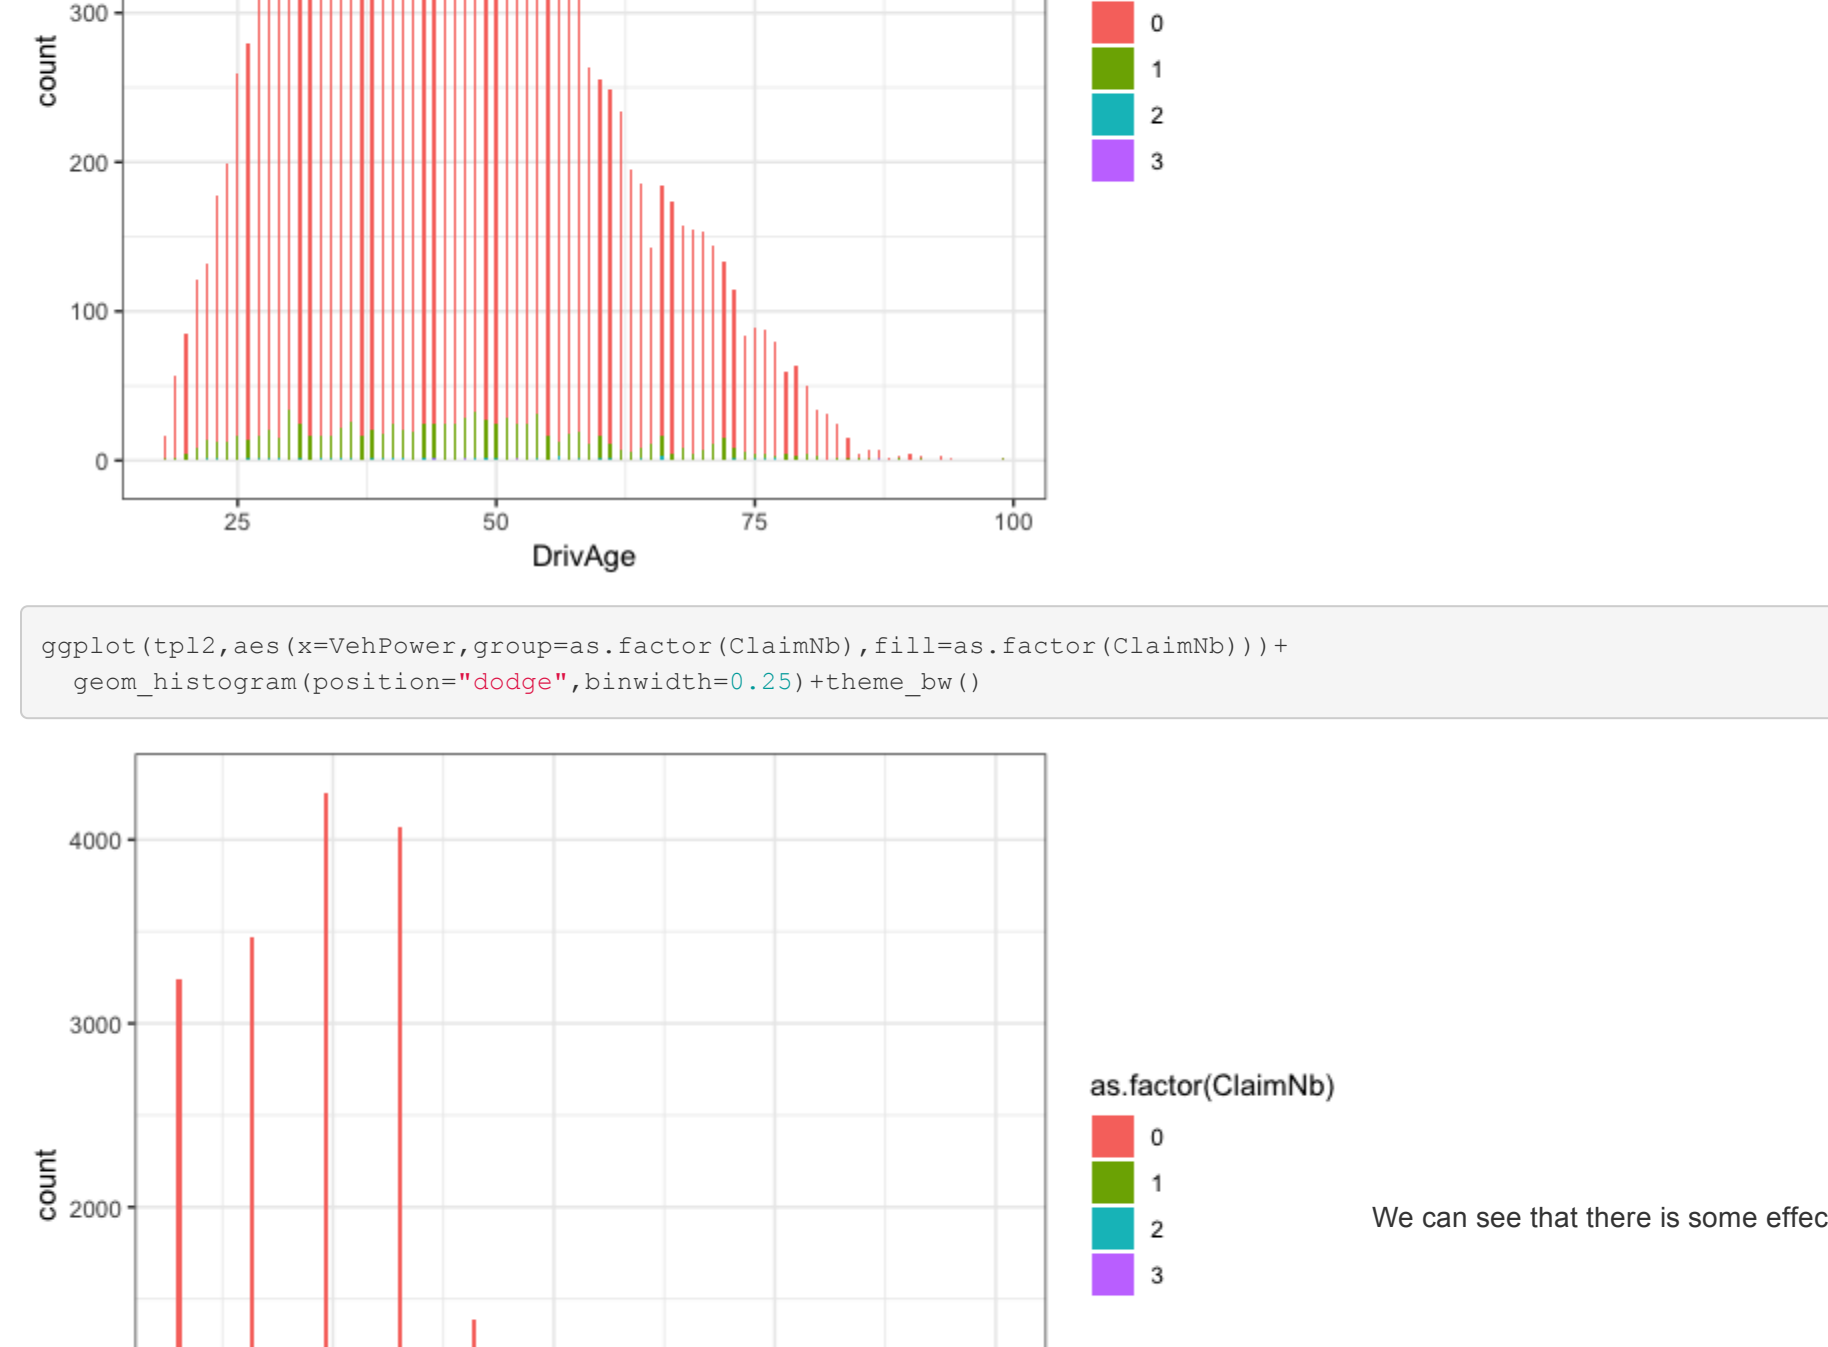 300
count
200
100
0
25 50 75 100
DrivAge
0
1
2
3
ggplot(tpl2,aes(x=VehPower,group=as.factor(ClaimNb),fill=as.factor(ClaimNb)))+
geom_histogram(position="dodge",binwidth=0.25)+theme_bw()
4000
3000
count
2000
as.factor(ClaimNb)
0
1
2
3
We can see that there is some effec